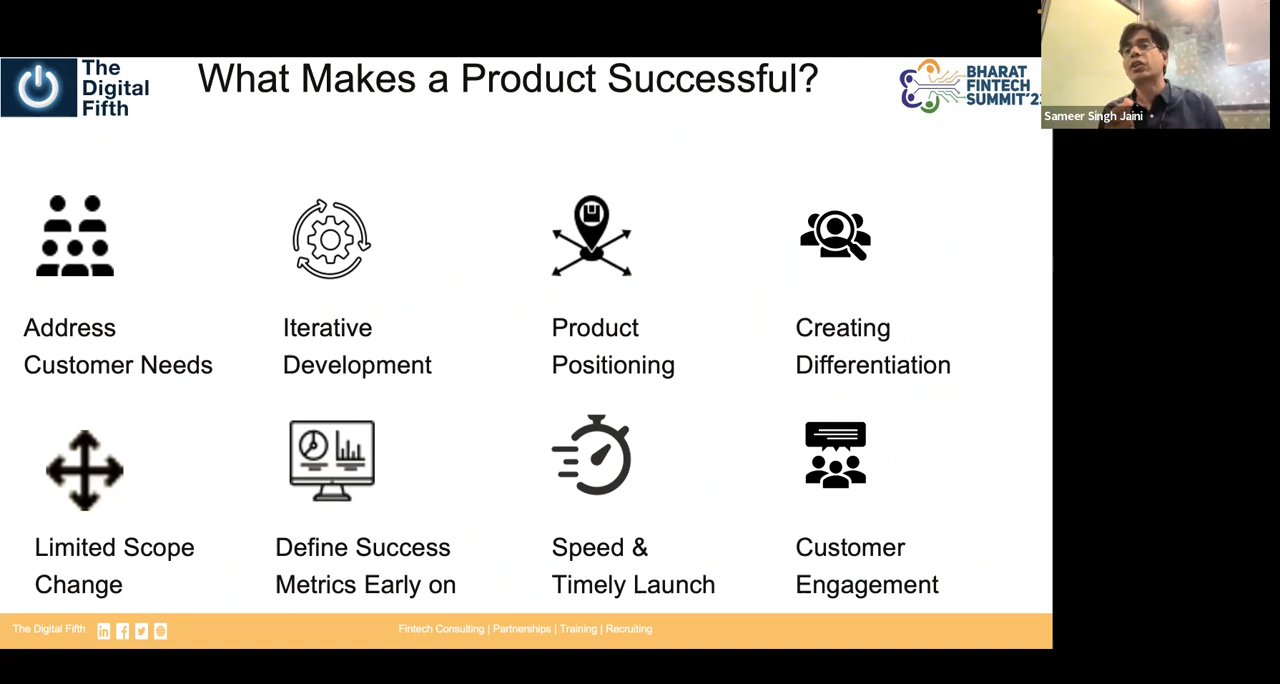 The
Digital
Fifth
What Makes a Product Successful?
BHARAT
FINTECH
SUMMIT'23
Sameer Singh Jaini
Address
Customer Needs
Iterative
Development
Product
Positioning
Creating
Differentiation
Limited Scope
Change
Define Success
Metrics Early on
Speed &
Timely Launch
Customer
Engagement
The Digital Fifth
in
Fintech Consulting | Partnerships | Training | Recruiting